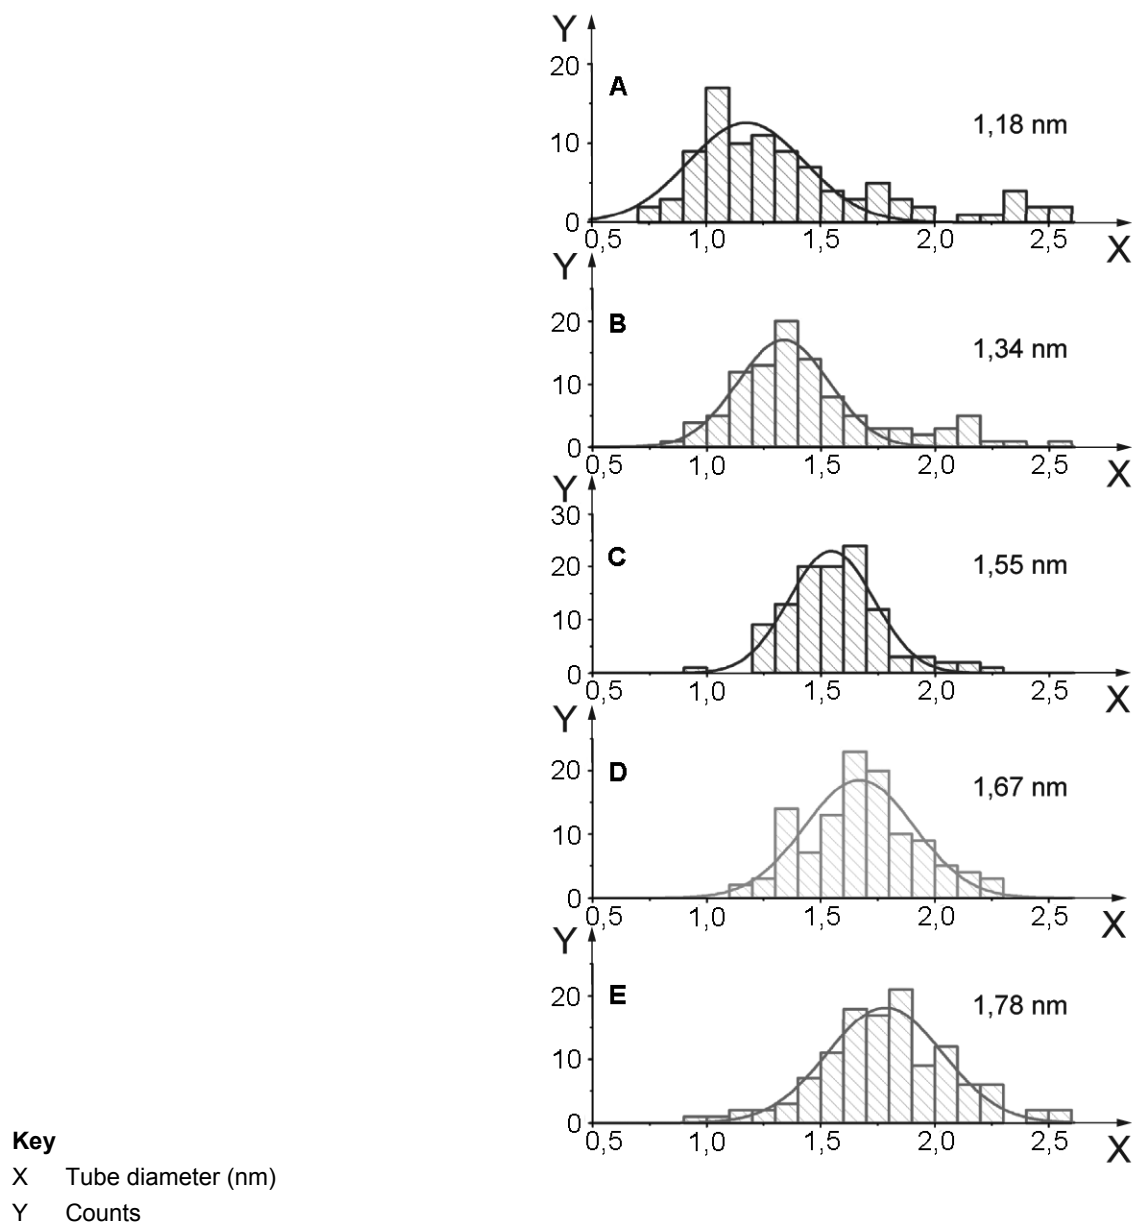 Y
20
A
1,18 nm
10
0
0,5 1,0 1,5 2,0 2,5 X
Y
20
B
1,34 nm
10
0
0,5 1,0 1,5 2,0 2,5 X
Y
30
20
C
1,55 nm
10
0
0,5 1,0 1,5 2,0 2,5 X
Y
20
D
1,67 nm
10
0
0,5 1,0 1,5 2,0 2,5 X
Y
20
E
1,78 nm
10
0
0,5 1,0 1,5 2,0 2,5 X
Key
X Tube diameter (nm)
Y Counts